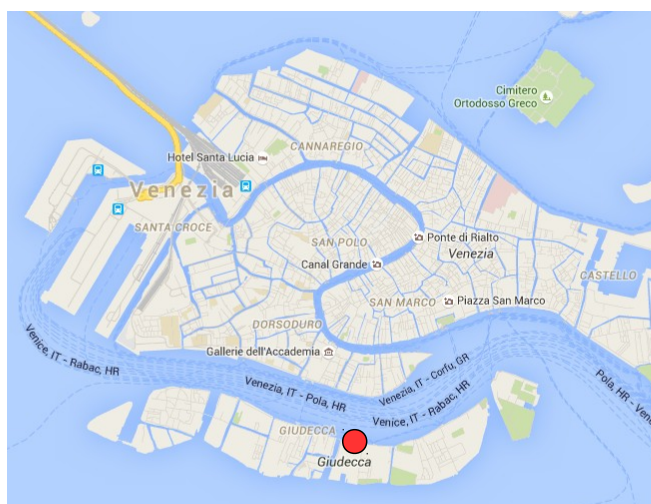 Cimitero
Ortodosso Greco
CANNAREGIO
Hotel Santa Lucia
Venezia
SANTA CROCE
SAN POLO
Ponte di Rialto
Venezia
Canal Grande
CASTELLO
SAN MARCO
Piazza San Marco
DORSODURO
Gallerie dell'Accademia
Venice, IT - Rabac, HR
Venezia, IT - Pola, HR
Venezia, IT - Corfu, GR
Venice, IT - Rabac, HR
Pola, HR - Ven
GIUDECCA
Giudecca